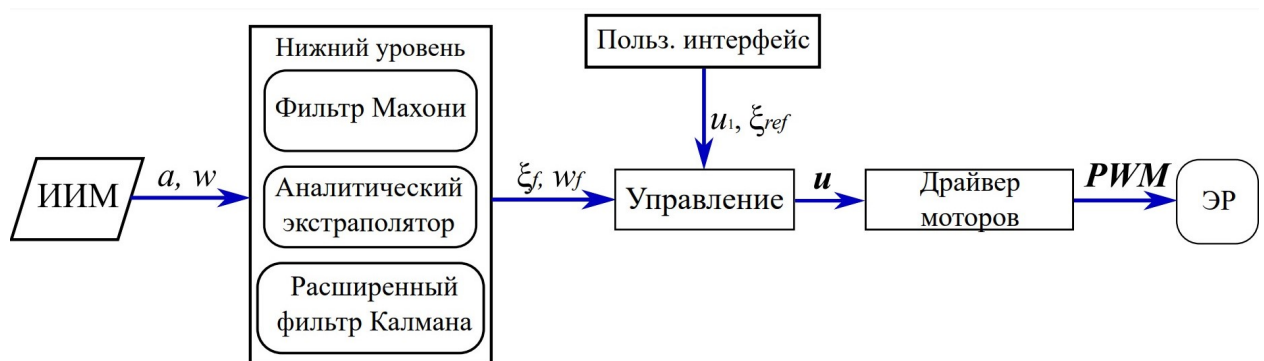 Нижний уровень
Фильтр Махони
Аналитический
экстраполятор
Расширенный
фильтр Калмана
ИИМ
a, w
ξf, wf
Польз. интерфейс
u1, ξref
Управление
u
Драйвер
моторов
PWM
ЭР